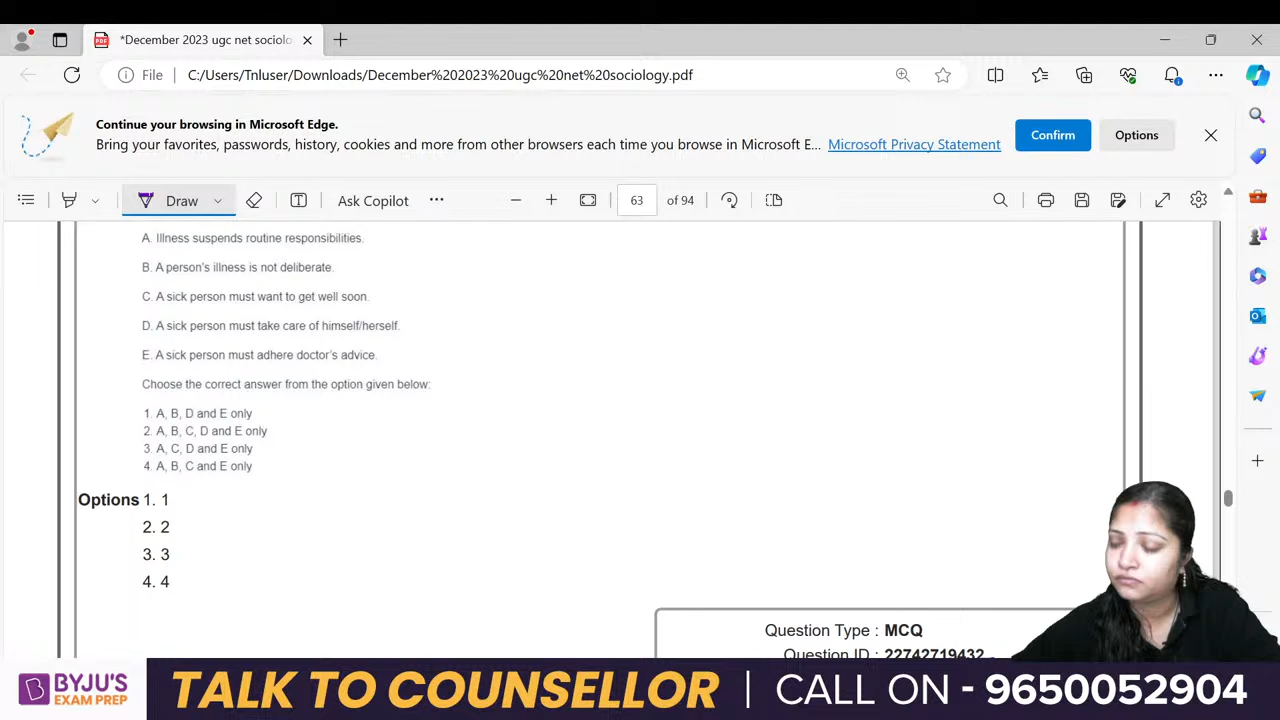 *December 2023 ugc net sociolo
File C:/Users/Tnluser/Downloads/December%202023%20ugc%20net%20sociology.pdf
Continue your browsing in Microsoft Edge.
Bring your favorites, passwords, history, cookies and more from other browsers each time you browse in Microsoft E... Microsoft Privacy Statement
Confirm Options
Draw Ask Copilot 63 of 94
A. Illness suspends routine responsibilities.
B. A person's illness is not deliberate.
C. A sick person must want to get well soon.
D. A sick person must take care of himself/herself.
E. A sick person must adhere doctor's advice.
Choose the correct answer from the option given below:
1. A, B, D and E only
2. A, B, C, D and E only
3. A, C, D and E only
4. A, B, C and E only
Options 1. 1
2. 2
3. 3
4. 4
Question Type : MCQ
Question ID : 22742719432
BYJU'S
EXAM PREP
TALK TO COUNSELLOR | CALL ON - 9650052904